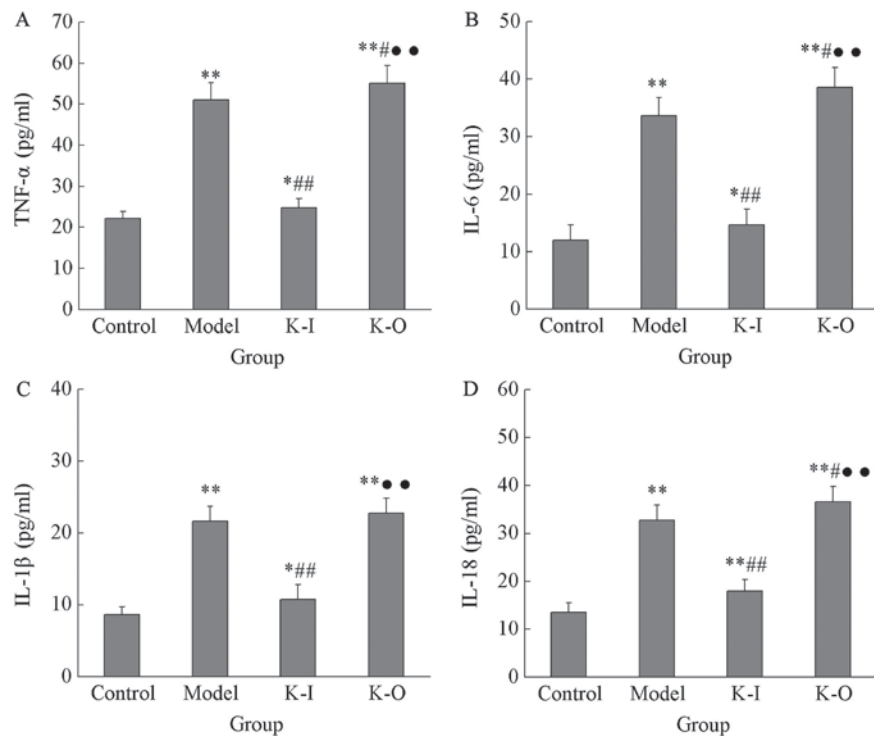 A
TNF-α (pg/ml)
70
60
50
40
30
20
10
0
**
*##
**#●●
Control Model K-I K-O
Group
B
IL-6 (pg/ml)
50
40
30
20
10
0
**
*##
**#●●
Control Model K-I K-O
Group
C
IL-1β (pg/ml)
40
30
20
10
0
**
*##
**●●
Control Model K-I K-O
Group
D
IL-18 (pg/ml)
60
50
40
30
20
10
0
**
**##
**#●●
Control Model K-I K-O
Group